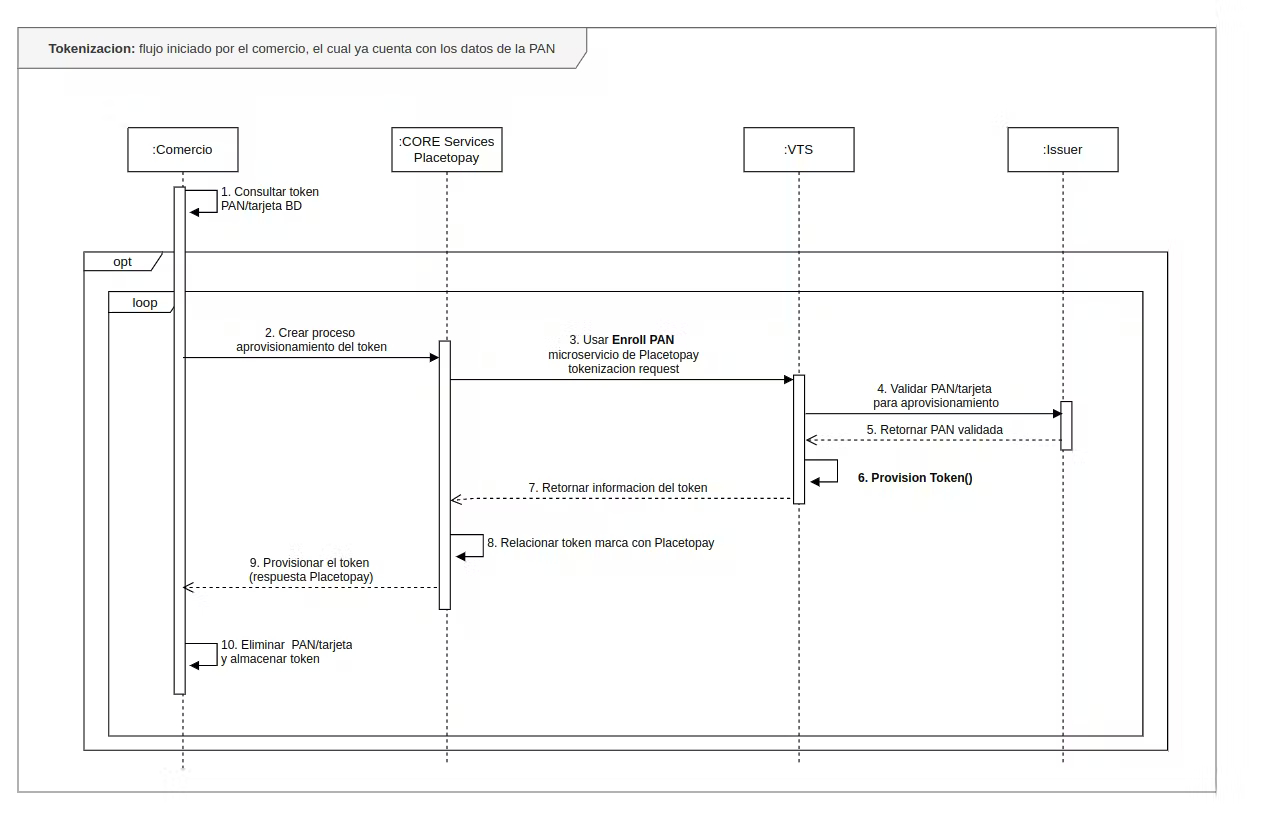 Tokenizacion: flujo iniciado por el comercio, el cual ya cuenta con los datos de la PAN
:Comercio
:CORE Services
Placetopay
:VTS
:Issuer
1. Consultar token
PAN/tarjeta BD
opt
loop
2. Crear proceso
aprovisionamiento del token
3. Usar Enroll PAN
microservicio de Placetopay
tokenizacion request
4. Validar PAN/tarjeta
para aprovisionamiento
5. Retornar PAN validada
6. Provision Token()
7. Retornar informacion del token
8. Relacionar token marca con Placetopay
9. Provisionar el token
(respuesta Placetopay)
10. Eliminar  PAN/tarjeta
y almacenar token